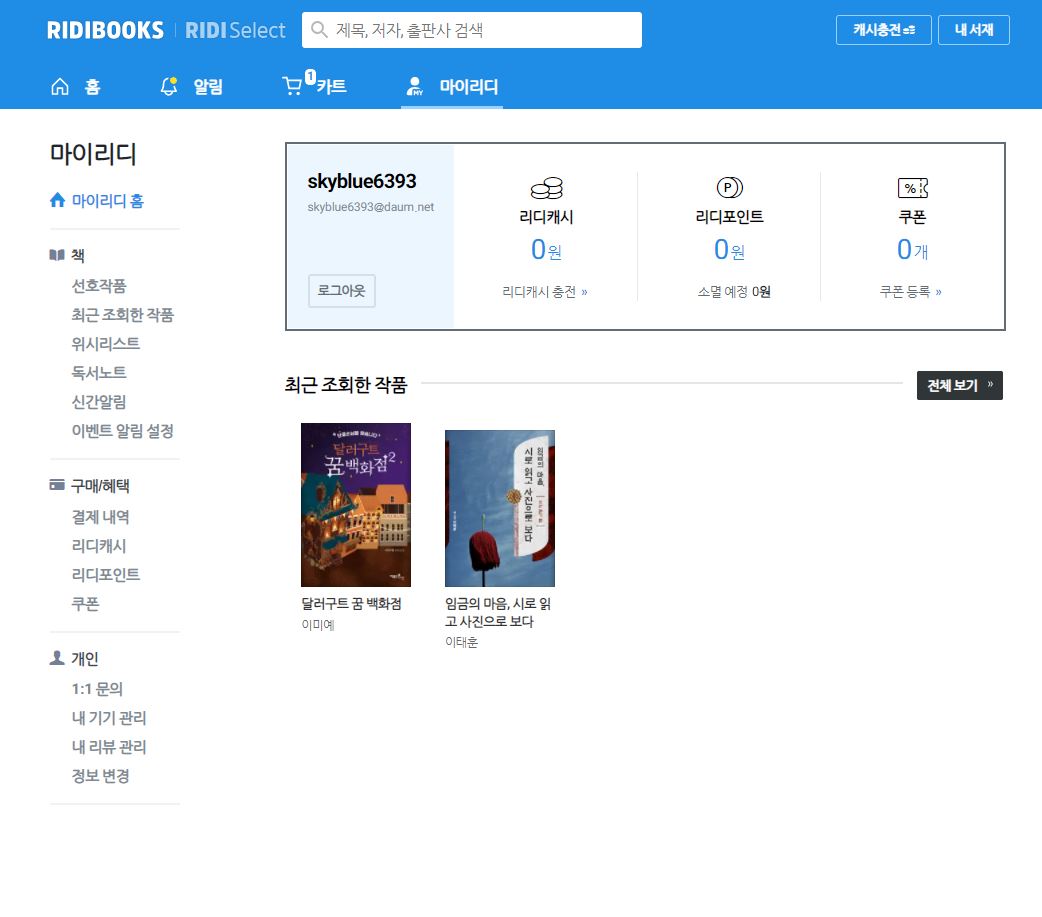 RIDIBOOKS RIDI Select 제목, 저자, 출판사 검색 캐시충전 내 서재
홈 알림 1 카트 MY 마이리디
마이리디
마이리디 홈
책
선호작품
최근 조회한 작품
위시리스트
독서노트
신간알림
이벤트 알림 설정
구매/혜택
결제 내역
리디캐시
리디포인트
쿠폰
개인
1:1 문의
내 기기 관리
내 리뷰 관리
정보 변경
skyblue6393
skyblue6393@daum.net
로그아웃
리디캐시
0원
리디캐시 충전 »
P
리디포인트
0원
소멸 예정 0원
%
쿠폰
0개
쿠폰 등록 »
최근 조회한 작품 전체 보기 »
달러구트
꿈백화점2
임금의 마음,
시로 읽고 사진으로 보다
달러구트 꿈 백화점
이미예
임금의 마음, 시로 읽
고 사진으로 보다
이태훈